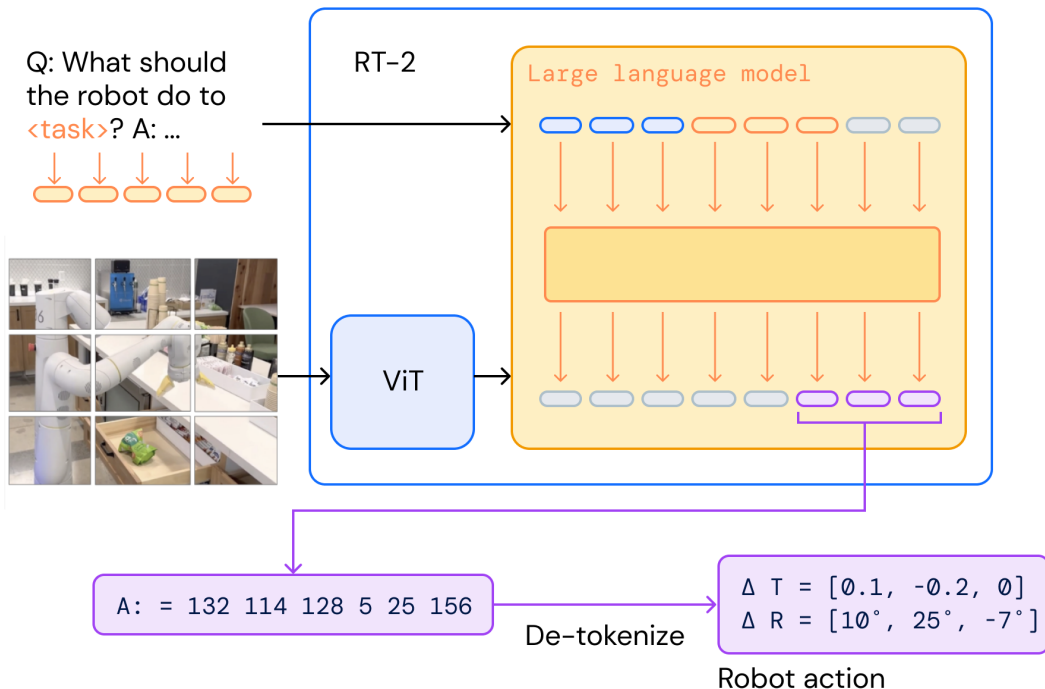 Q: What should
the robot do to
<task>? A: ...
RT-2
Large language model
6
ViT
A: = 132 114 128 5 25 156
De-tokenize
Δ T = [0.1, -0.2, 0]
Δ R = [10°, 25°, -7°]
Robot action